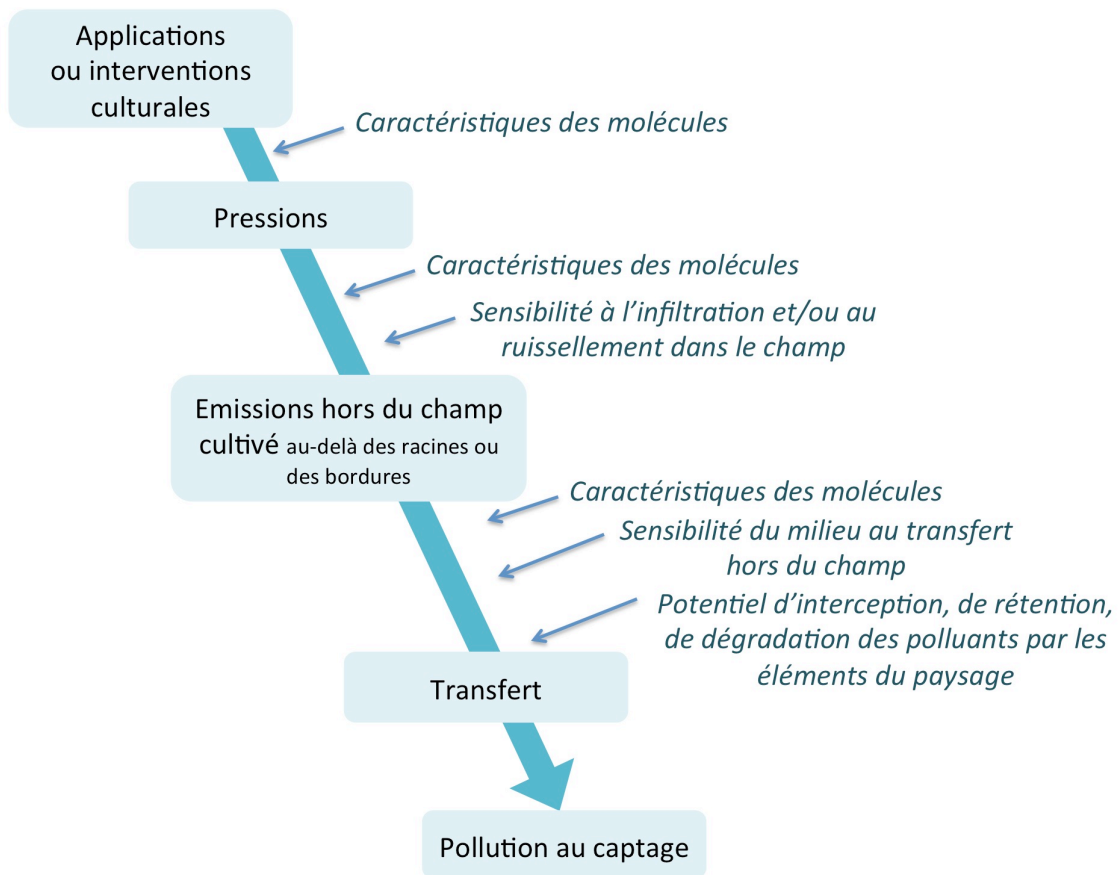 Applications
ou interventions
culturales
Caractéristiques des molécules
Pressions
Caractéristiques des molécules
Sensibilité à l’infiltration et/ou au
ruissellement dans le champ
Emissions hors du champ
cultivé au-delà des racines ou
des bordures
Caractéristiques des molécules
Sensibilité du milieu au transfert
hors du champ
Potentiel d’interception, de rétention,
de dégradation des polluants par les
éléments du paysage
Transfert
Pollution au captage